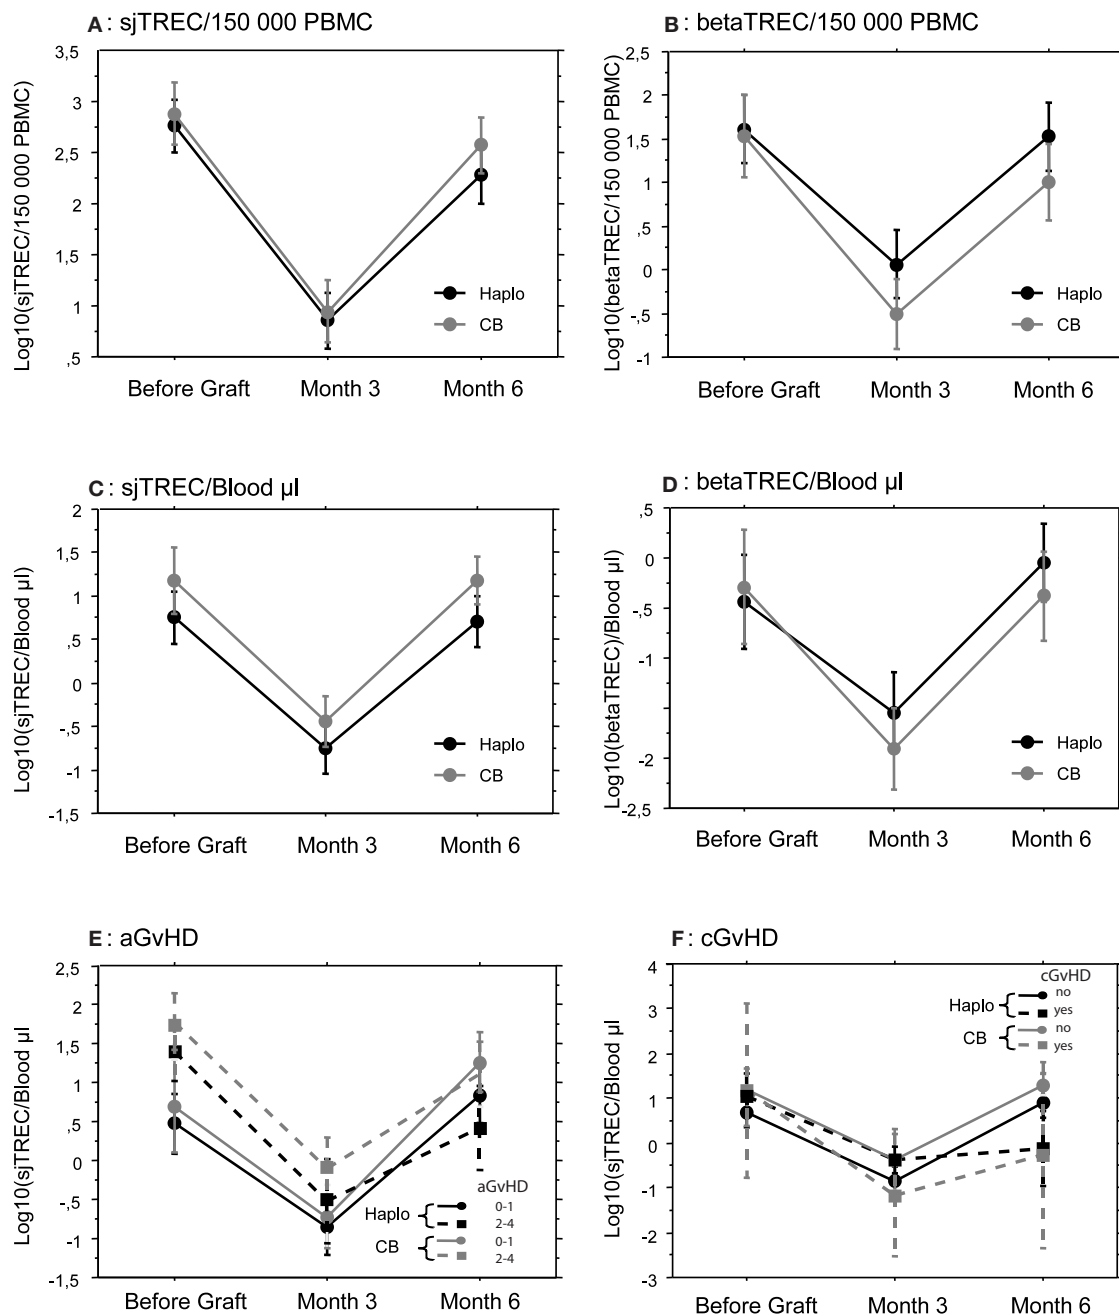 A: sjTREC/150 000 PBMC
Log10(sjTREC/150 000 PBMC)
3,5
3
2,5
2
1,5
1
,5
Haplo
CB
Before Graft Month 3 Month 6
B: betaTREC/150 000 PBMC
Log10(betaTREC/150 000 PBMC)
2,5
2
1,5
1
,5
0
-,5
-1
Haplo
CB
Before Graft Month 3 Month 6
C: sjTREC/Blood µl
Log10(sjTREC/Blood µl)
2
1,5
1
,5
0
-,5
-1
-1,5
Haplo
CB
Before Graft Month 3 Month 6
D: betaTREC/Blood µl
Log10(betaTREC)/Blood µl)
,5
0
-,5
-1
-2
-2,5
Haplo
CB
Before Graft Month 3 Month 6
E: aGvHD
Log10(sjTREC/Blood µl
2,5
2
1,5
1
,5
0
-,5
-1
-1,5
aGvHD
Haplo
0-1
2-4
CB
0-1
2-4
Before Graft Month 3 Month 6
F: cGvHD
Log10(sjTREC/Blood µl
4
3
2
1
0
-1
-2
-3
cGvHD
Haplo
no
yes
CB
no
yes
Before Graft Month 3 Month 6